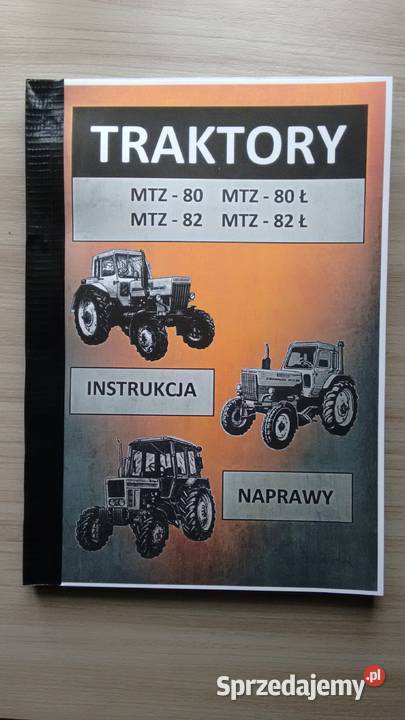 TRAKTORY
MTZ - 80 MTZ - 80 Ł
MTZ - 82 MTZ - 82 Ł
INSTRUKCJA
NAPRAWY
Sprzedajemy.pl